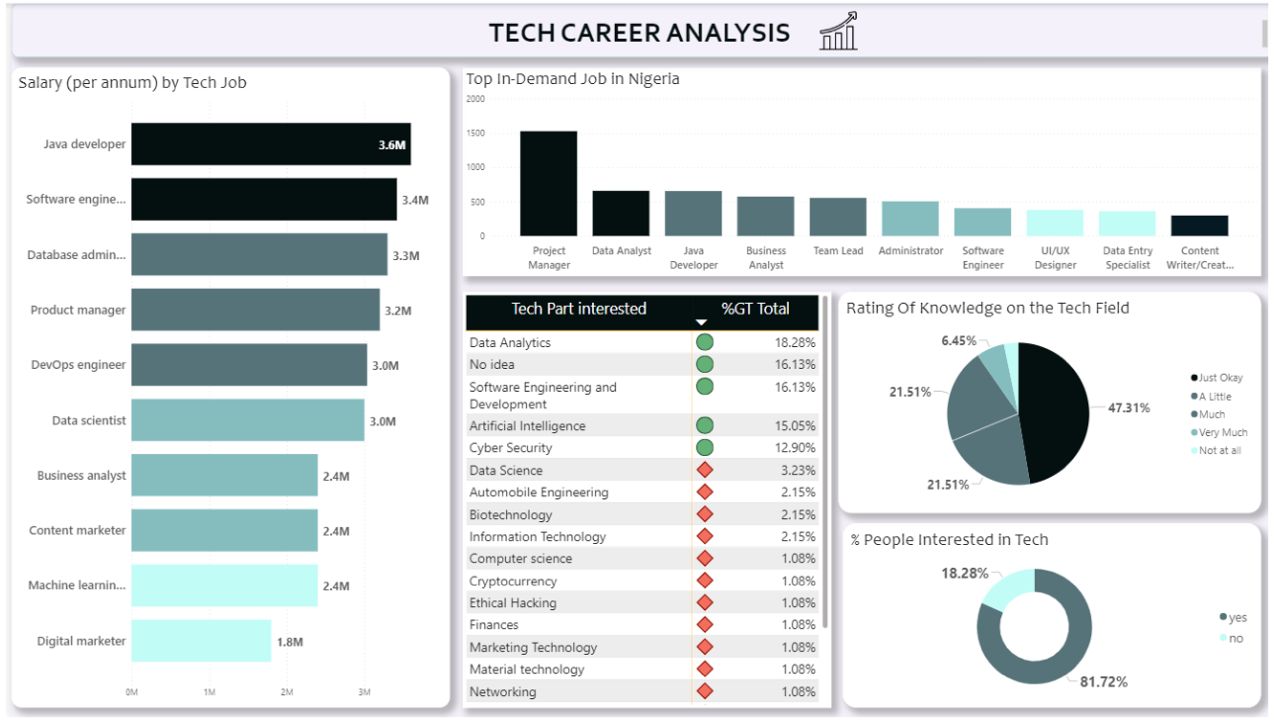 TECH CAREER ANALYSIS
Salary (per annum) by Tech Job
Java developer
3.6M
Software engine...
3.4M
Database admin...
3.3M
Product manager
3.2M
DevOps engineer
3.0M
Data scientist
3.0M
Business analyst
2.4M
Content marketer
2.4M
Machine learnin...
2.4M
Digital marketer
1.8M
0M 1M 2M 3M
Top In-Demand Job in Nigeria
2000
1500
1000
500
0
Project
Manager
Data Analyst
Java
Developer
Business
Analyst
Team Lead
Administrator
Software
Engineer
UI/UX
Designer
Data Entry
Specialist
Content
Writer/Creat...
Tech Part interested %GT Total
Data Analytics 18.28%
No idea 16.13%
Software Engineering and 16.13%
Development
Artificial Intelligence 15.05%
Cyber Security 12.90%
Data Science 3.23%
Automobile Engineering 2.15%
Biotechnology 2.15%
Information Technology 2.15%
Computer science 1.08%
Cryptocurrency 1.08%
Ethical Hacking 1.08%
Finances 1.08%
Marketing Technology 1.08%
Material technology 1.08%
Networking 1.08%
Rating Of Knowledge on the Tech Field
6.45%
21.51%
21.51%
47.31%
Just Okay
A Little
Much
Very Much
Not at all
% People Interested in Tech
18.28%
81.72%
yes
no